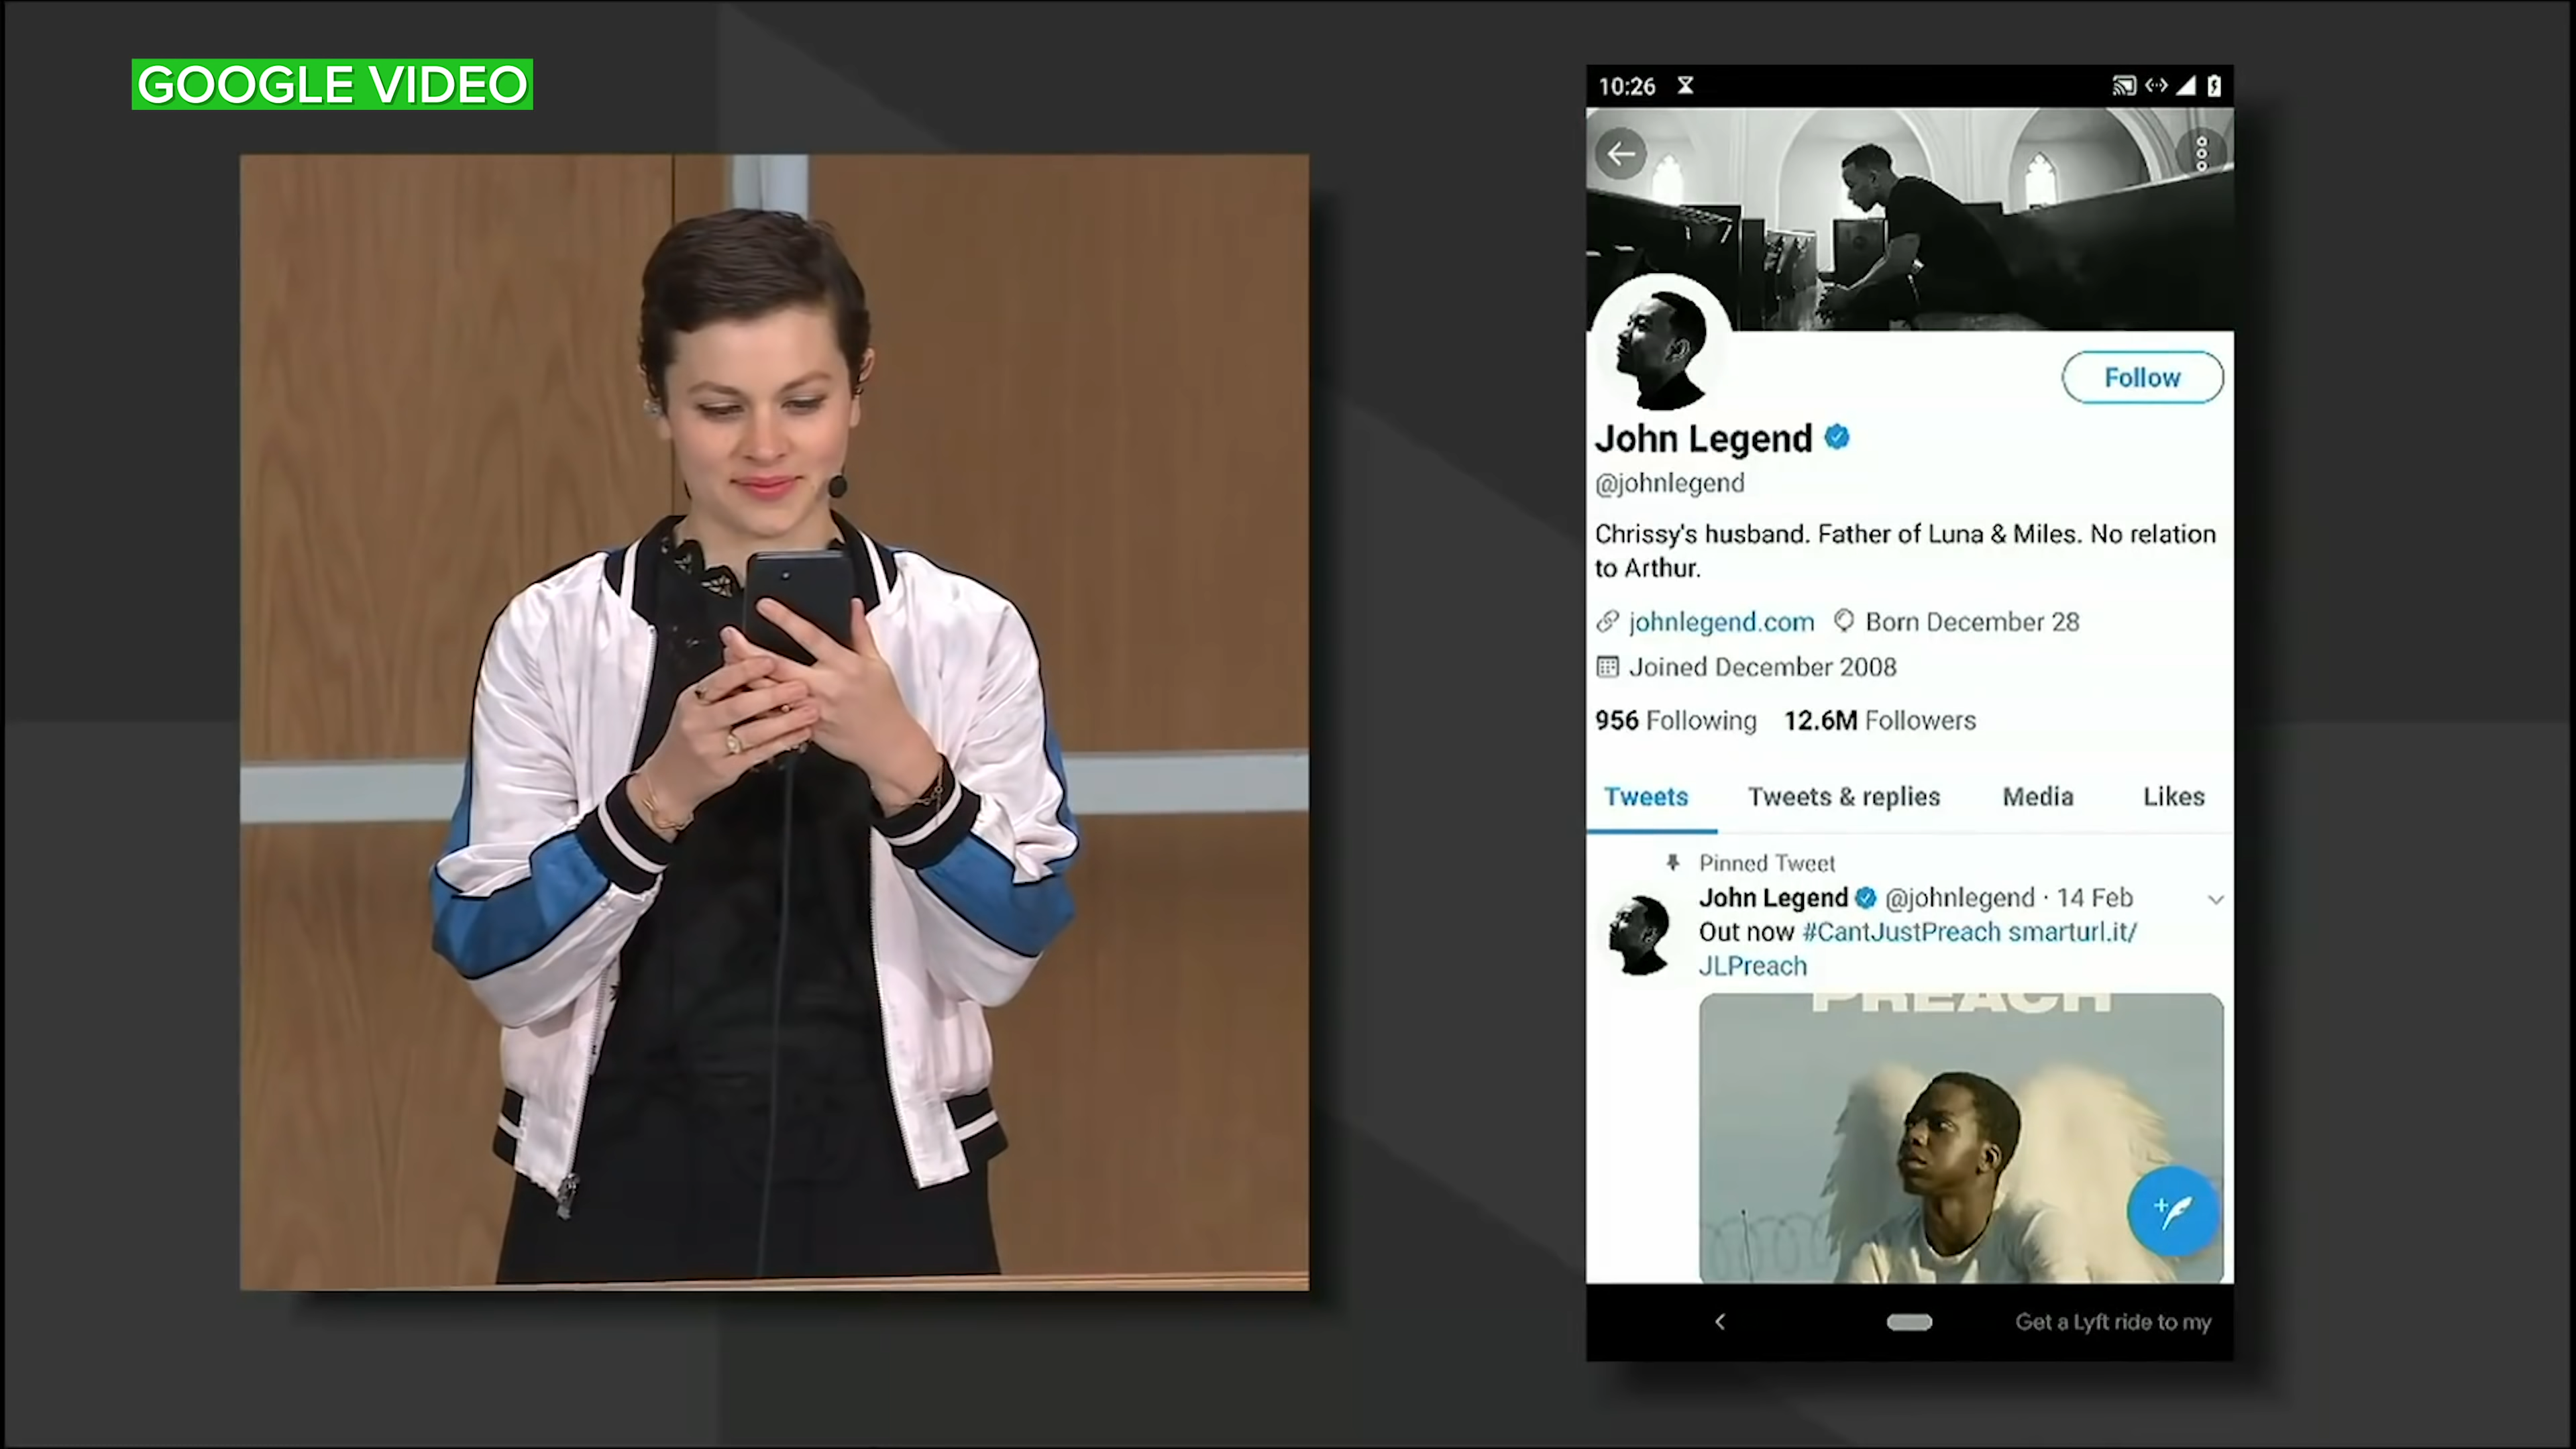 GOOGLE VIDEO
10:26
Follow
John Legend
@johnlegend
Chrissy's husband. Father of Luna & Miles. No relation
to Arthur.
johnlegend.com Born December 28
Joined December 2008
956 Following 12.6M Followers
Tweets Tweets & replies Media Likes
Pinned Tweet
John Legend @johnlegend · 14 Feb
Out now #CantJustPreach smarturl.it/
JLPreach
PREACH
Get a Lyft ride to my